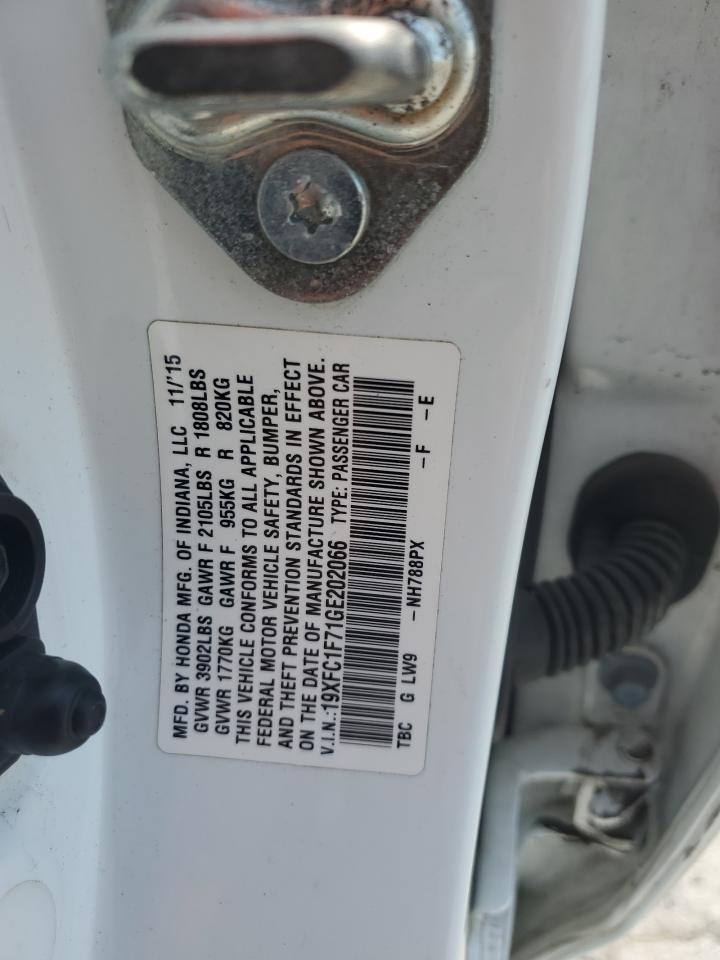 MFD. BY HONDA MFG. OF INDIANA, LLC 11/'15
GVWR 3902LBS GAWR F 2105LBS R 1808LBS
GVWR 1770KG GAWR F 955KG R 820KG
THIS VEHICLE CONFORMS TO ALL APPLICABLE
FEDERAL MOTOR VEHICLE SAFETY, BUMPER,
AND THEFT PREVENTION STANDARDS IN EFFECT
ON THE DATE OF MANUFACTURE SHOWN ABOVE.
V.I.N.:19XFC1F71GE202066 TYPE: PASSENGER CAR
TBC G LW9 -NH788PX -F -E